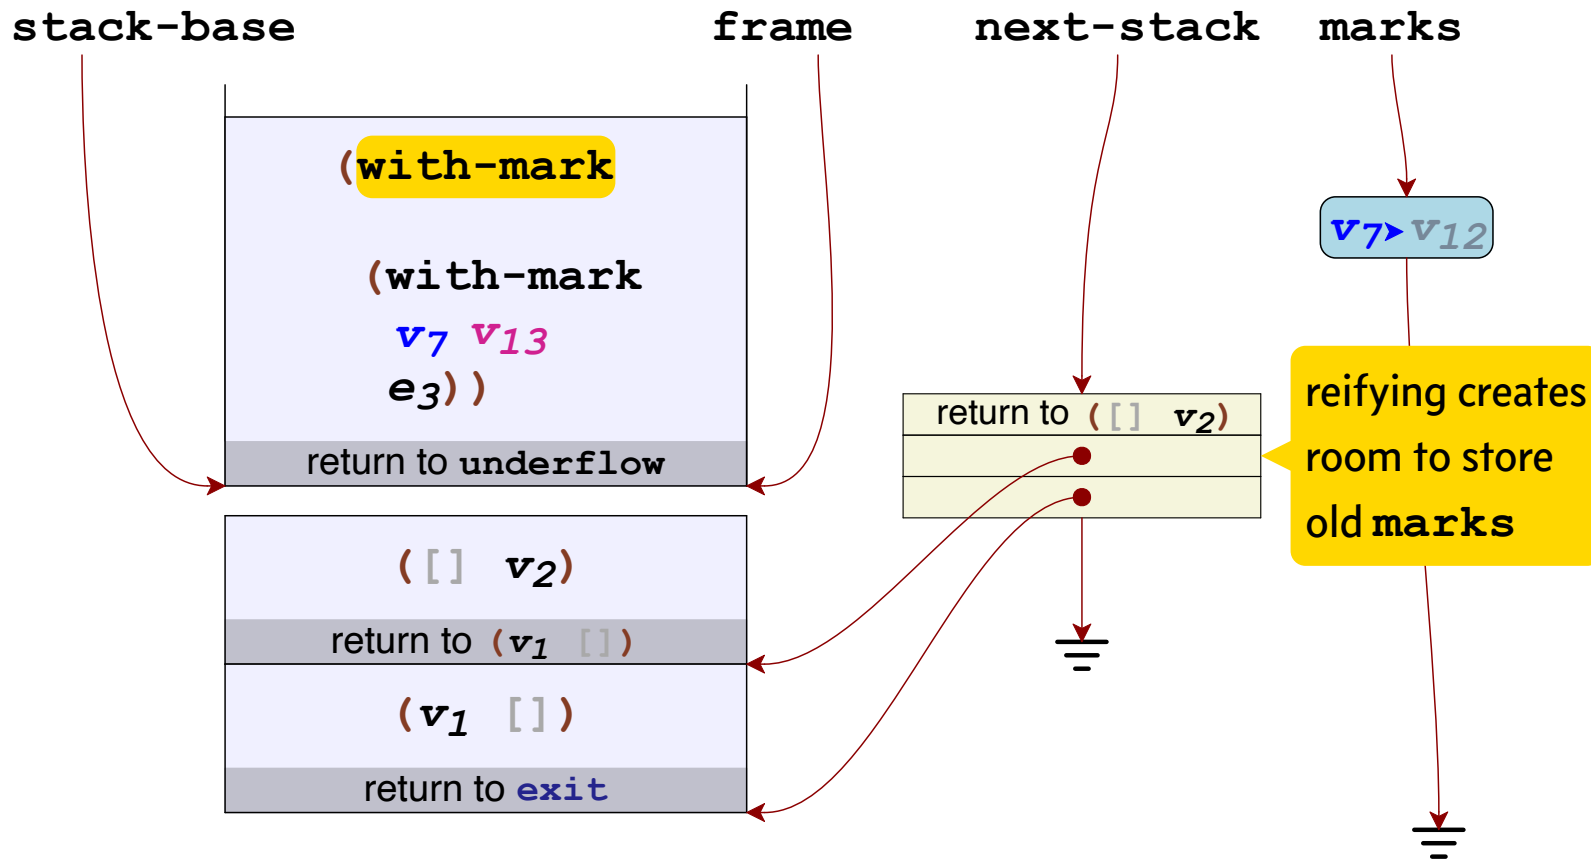 stack-base frame next-stack marks
(with-mark
(with-mark
v7 v13
e3))
return to underflow
v7➤v12
return to ([] v2)
reifying creates
room to store
old marks
([] v2)
return to (v1 [])
(v1 [])
return to exit